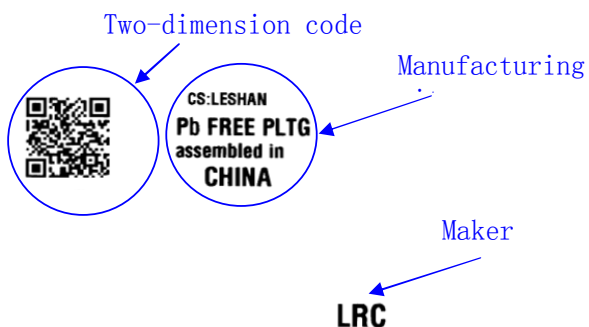 Two-dimension code
Manufacturing
CS:LESHAN
Pb FREE PLTG
assembled in
CHINA
Maker
LRC